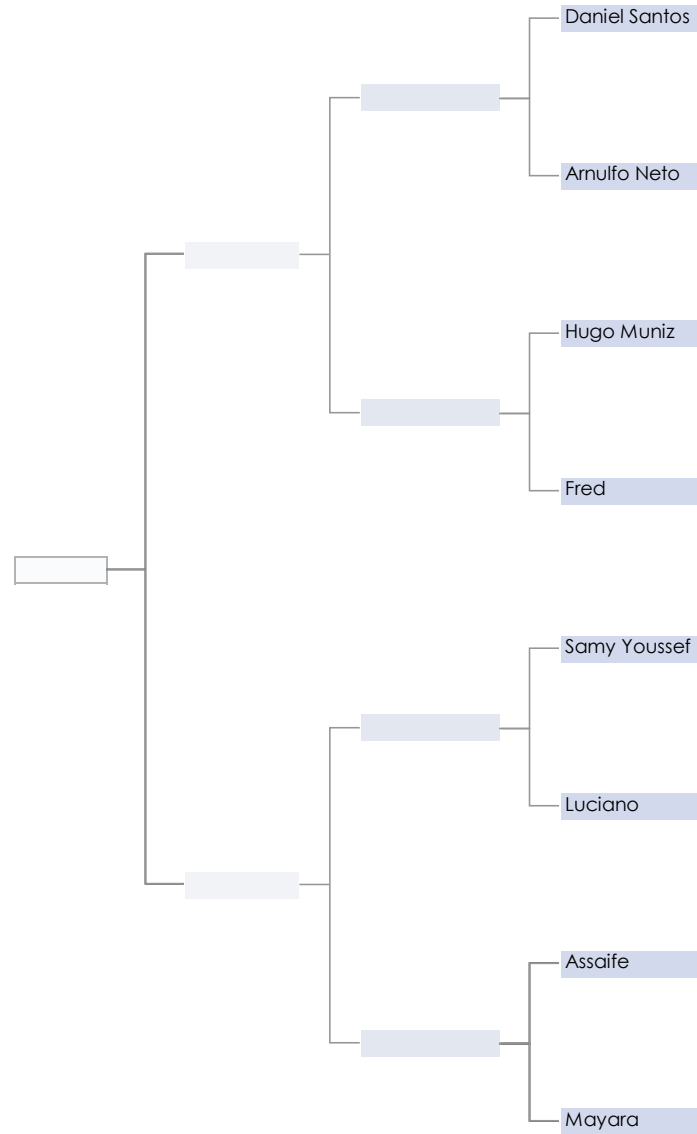 Daniel Santos
Arnulfo Neto
Hugo Muniz
Fred
Samy Youssef
Luciano
Assaife
Mayara